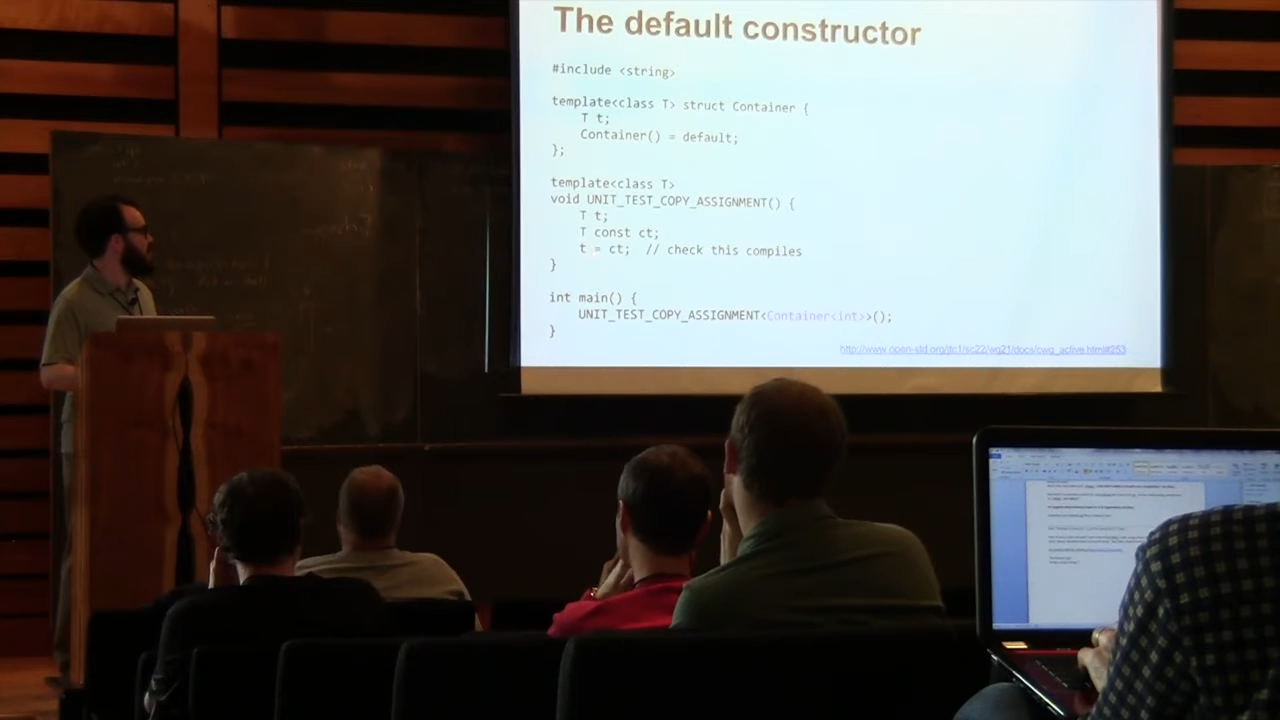 The default constructor
#include <string>
template<class T> struct Container {
T t;
Container() = default;
};
template<class T>
void UNIT_TEST_COPY_ASSIGNMENT() {
T t;
T const ct;
t = ct; // check this compiles
}
int main() {
UNIT_TEST_COPY_ASSIGNMENT<Container<int>>();
}
http://www.open-std.org/jtc1/sc22/wg21/docs/cwg_active.html#253